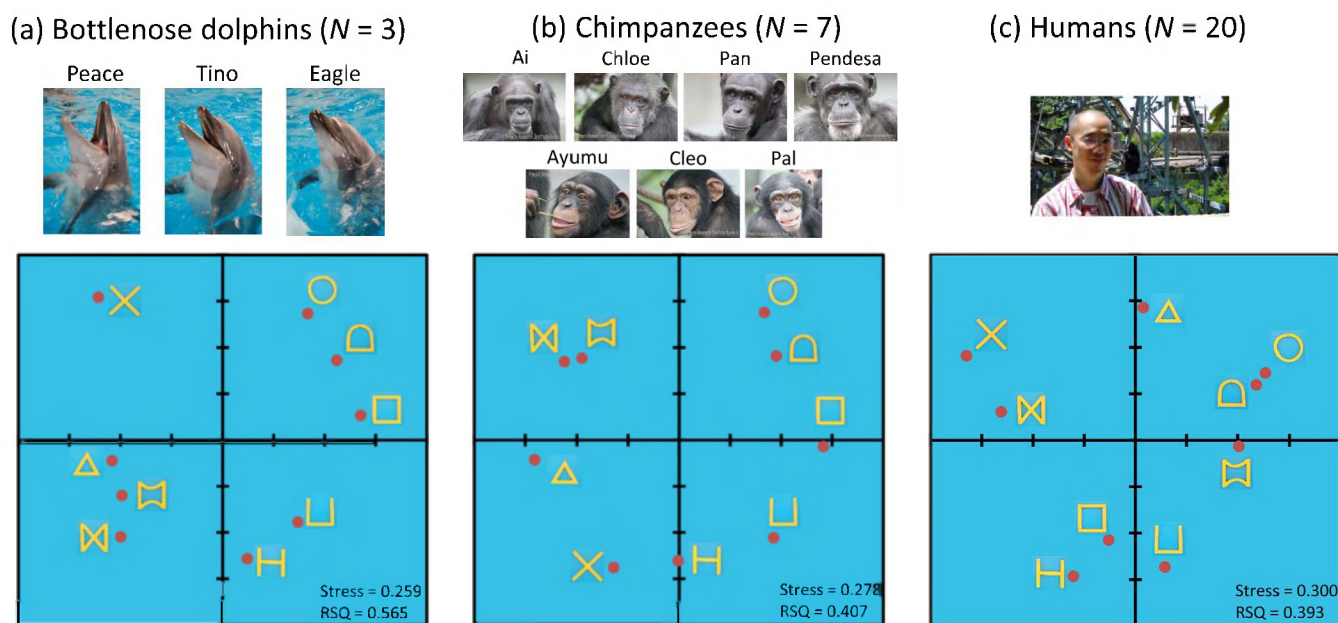 (a) Bottlenose dolphins (N = 3)
Peace Tino Eagle
Stress = 0.259
RSQ = 0.565
(b) Chimpanzees (N = 7)
Ai Chloe Pan Pendesa
Ayumu Cleo Pal
Stress = 0.278
RSQ = 0.407
(c) Humans (N = 20)
Stress = 0.300
RSQ = 0.393